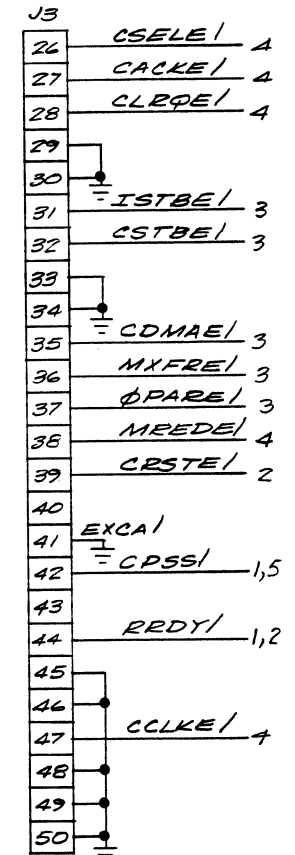 J3
26 CSELE/ 4
27 CACKE/ 4
28 CLRQE/ 4
29
30
31 ISTBE/ 3
32 CSTBE/ 3
33
34
35 CDMAE/ 3
36 MXFRE/ 3
37 ØPARE/ 3
38 MREDE/ 4
39 CRSTE/ 2
40
41 EXCA/
42 CPSS/ 1,5
43
44 RRDY/ 1,2
45
46
47 CCLKE/ 4
48
49
50